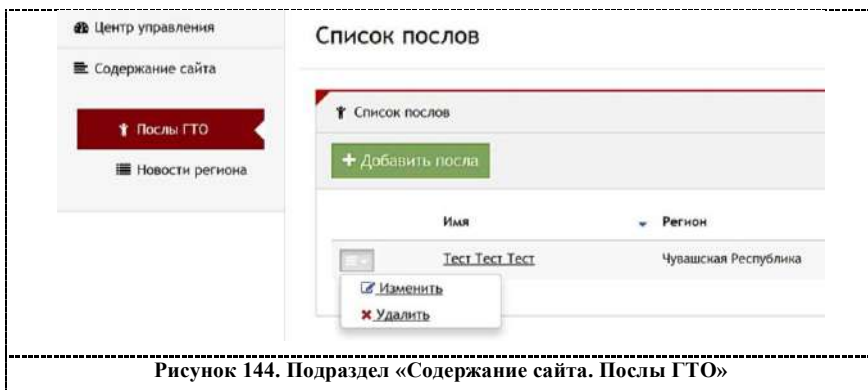 Центр управления
Содержание сайта
Послы ГТО
Новости региона
Список послов
Список послов
+ Добавить посла
Имя Регион
Тест Тест Тест Чувашская Республика
Изменить
Удалить
Рисунок 144. Подраздел «Содержание сайта. Послы ГТО»